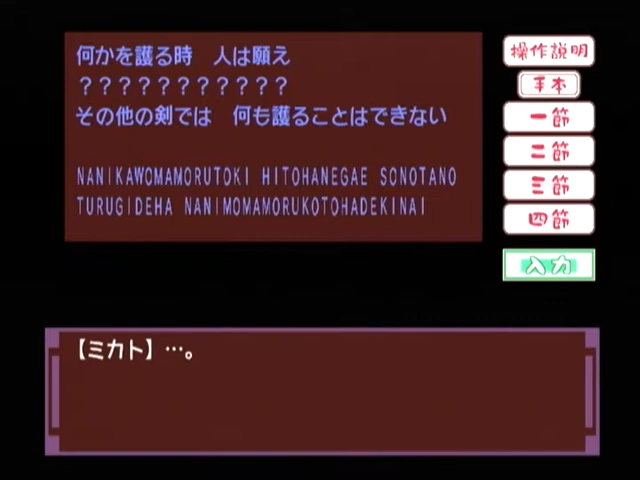 何かを護る時　人は願え
？？？？？？？？？？？
その他の剣では　何も護ることはできない
NANIKAWOMAMORUTOKI HITOHANEGAE SONOTANO
TURUGIDEHA NANIMOMAMORUKOTOHADEKINAI
操作説明
手本
一節
二節
三節
四節
入力
【ミカト】…。